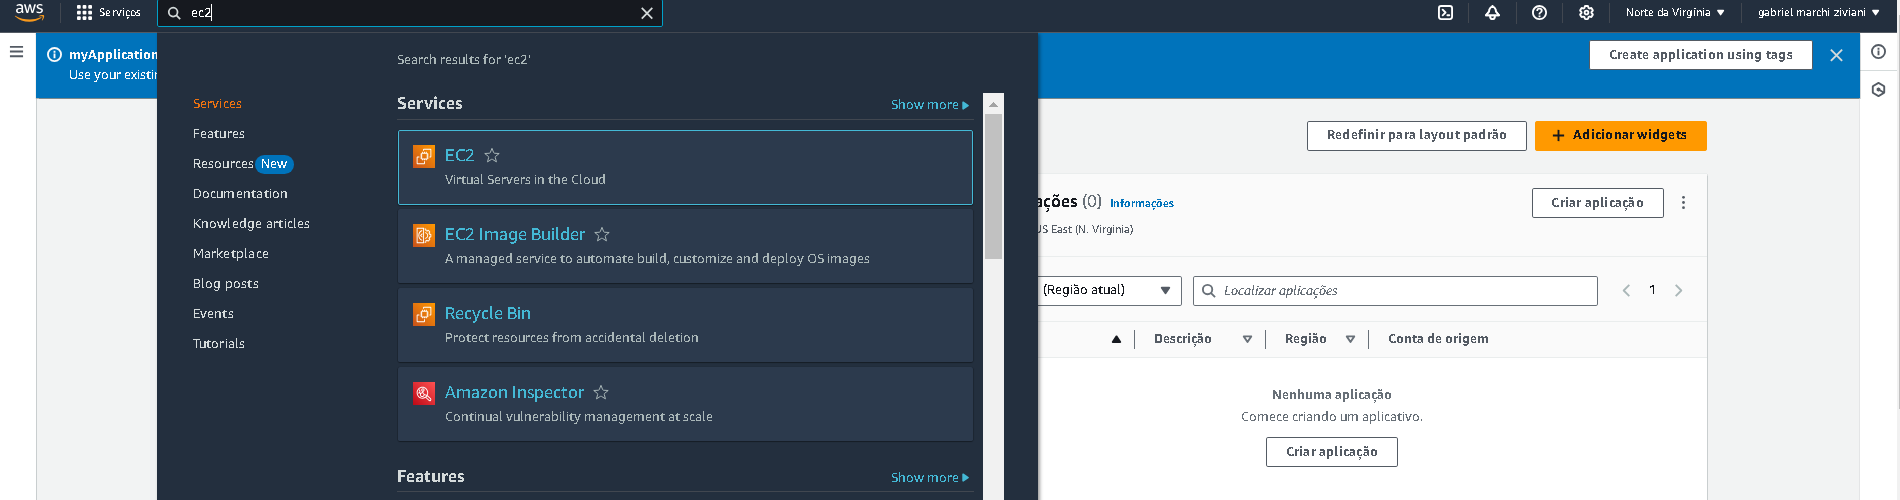 aws
Serviços
ec2
Norte da Virgínia
gabriel marchi ziviani
myApplication
Use your existin
Create application using tags
Search results for 'ec2'
Services
Features
Resources New
Documentation
Knowledge articles
Marketplace
Blog posts
Events
Tutorials
Services
Show more
EC2
Virtual Servers in the Cloud
EC2 Image Builder
A managed service to automate build, customize and deploy OS images
Recycle Bin
Protect resources from accidental deletion
Amazon Inspector
Continual vulnerability management at scale
Features
Show more
Redefinir para layout padrão
+ Adicionar widgets
ações (0) Informações
US East (N. Virginia)
Criar aplicação
(Região atual)
Localizar aplicações
1
Descrição
Região
Conta de origem
Nenhuma aplicação
Comece criando um aplicativo.
Criar aplicação